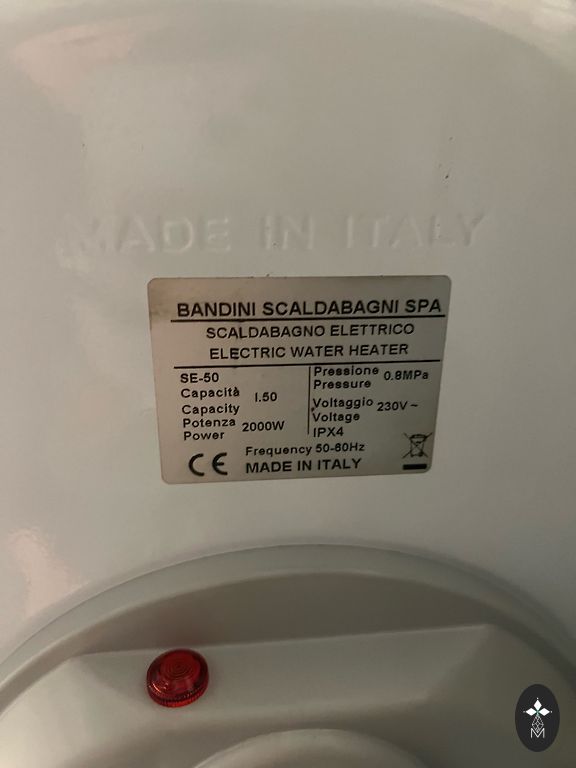 MADE IN ITALY
BANDINI SCALDABAGNI SPA
SCALDABAGNO ELETTRICO
ELECTRIC WATER HEATER
SE-50
Capacità
Capacity
l.50
Potenza
Power
2000W
Pressione
Pressure
0.8MPa
Voltaggio
Voltage
230V ~
IPX4
Frequency 50-60Hz
CE
MADE IN ITALY
M